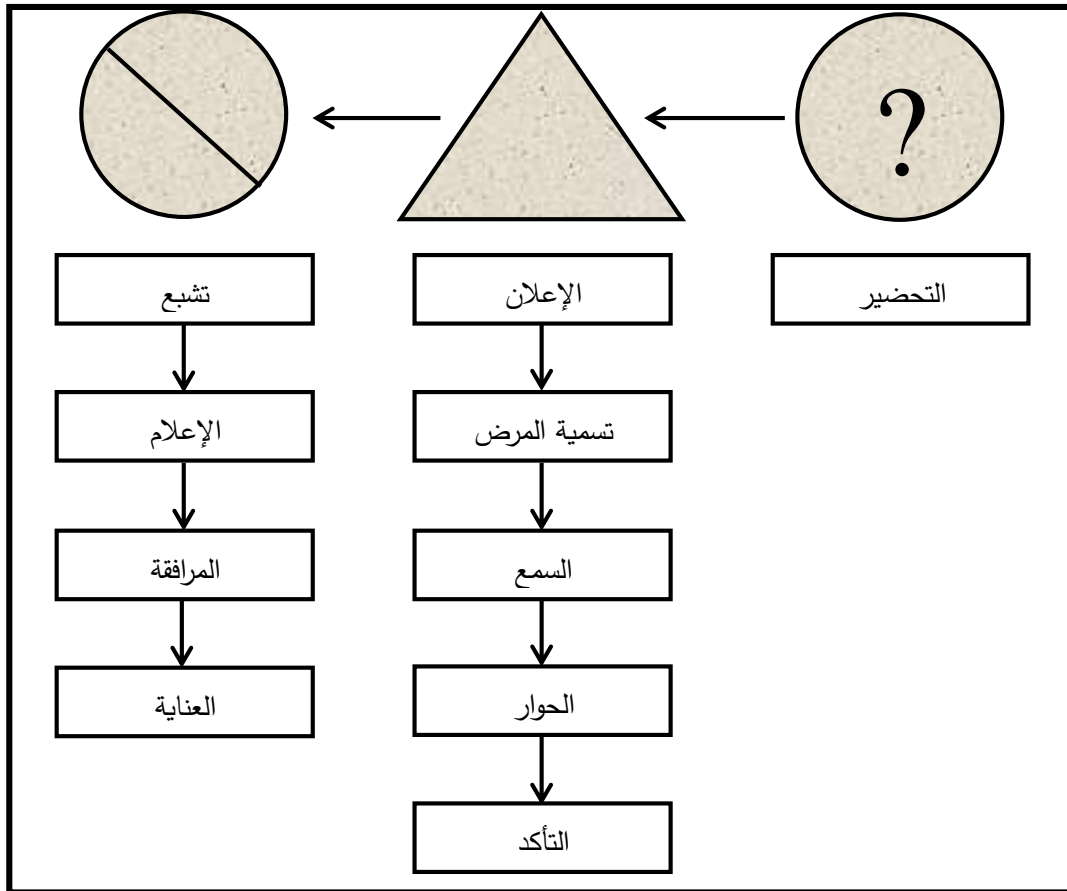 ?
التحضير
الإعلان
تسمية المرض
السمع
الحوار
التأكد
تشبع
الإعلام
المرافقة
العناية